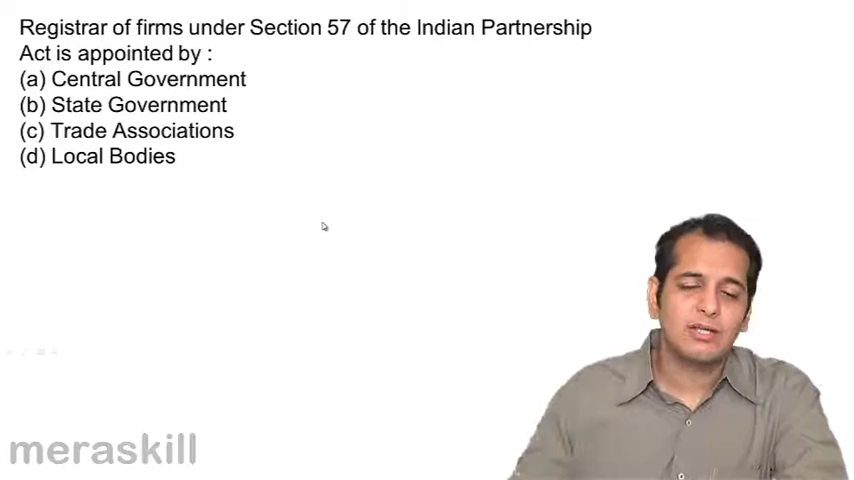 Registrar of firms under Section 57 of the Indian Partnership
Act is appointed by :
(a) Central Government
(b) State Government
(c) Trade Associations
(d) Local Bodies
meraskill